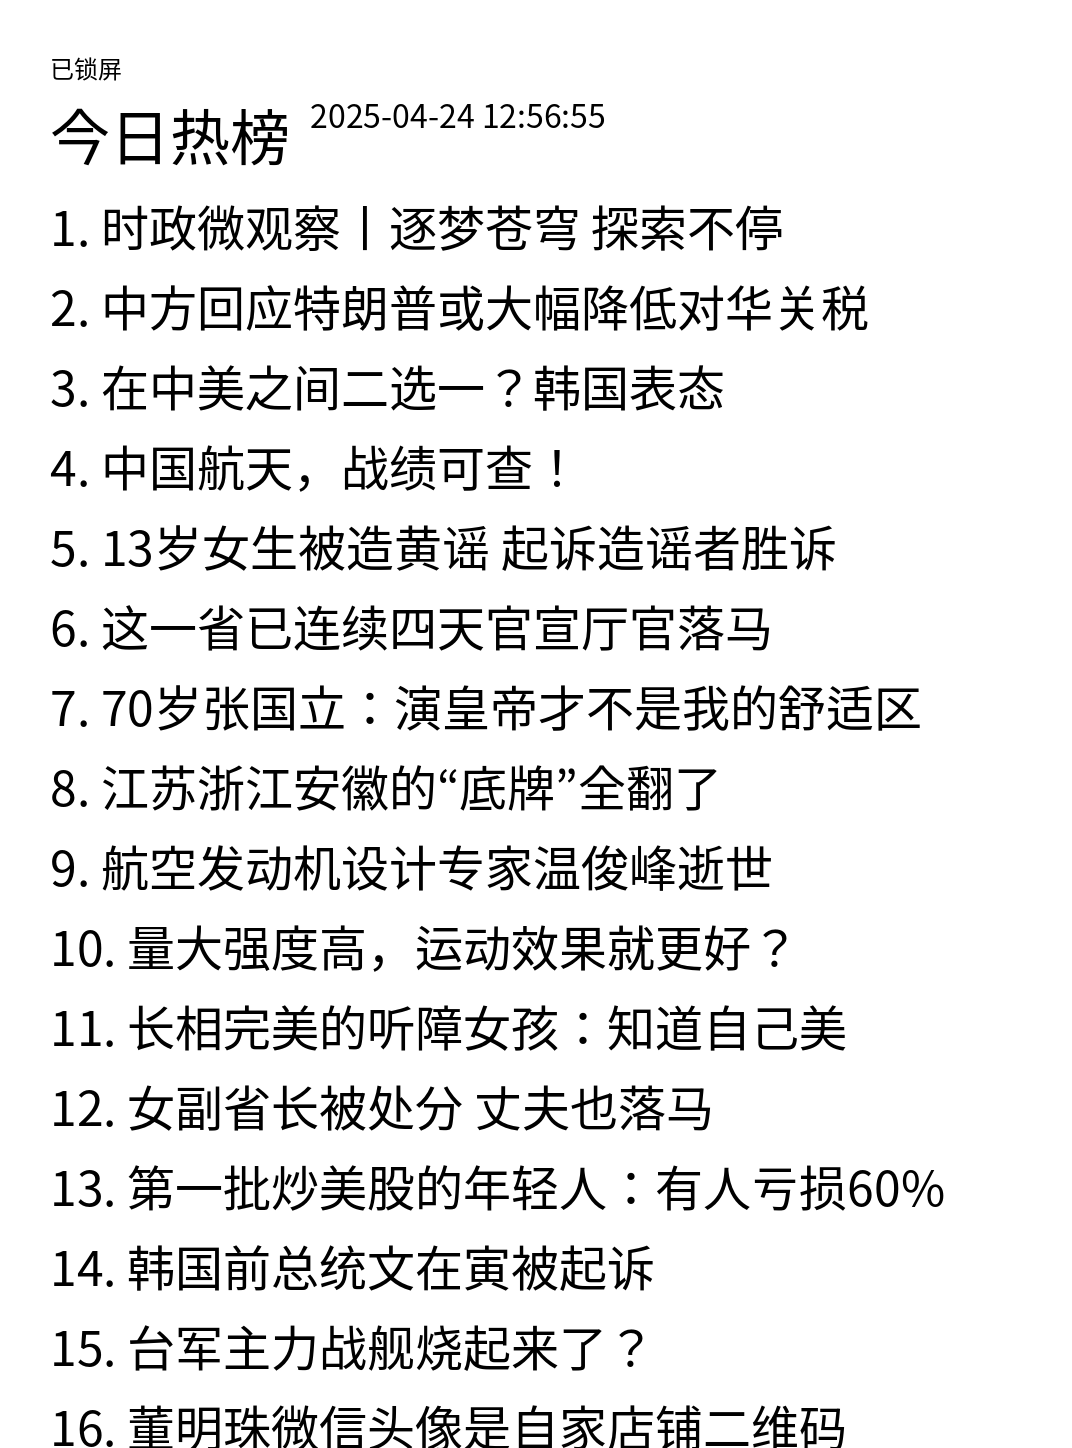 已锁屏
今日热榜 2025-04-24 12:56:55
1. 时政微观察丨逐梦苍穹 探索不停
2. 中方回应特朗普或大幅降低对华关税
3. 在中美之间二选一？韩国表态
4. 中国航天，战绩可查！
5. 13岁女生被造黄谣 起诉造谣者胜诉
6. 这一省已连续四天官宣厅官落马
7. 70岁张国立：演皇帝才不是我的舒适区
8. 江苏浙江安徽的“底牌”全翻了
9. 航空发动机设计专家温俊峰逝世
10. 量大强度高，运动效果就更好？
11. 长相完美的听障女孩：知道自己美
12. 女副省长被处分 丈夫也落马
13. 第一批炒美股的年轻人：有人亏损60%
14. 韩国前总统文在寅被起诉
15. 台军主力战舰烧起来了？
16. 董明珠微信头像是自家店铺二维码